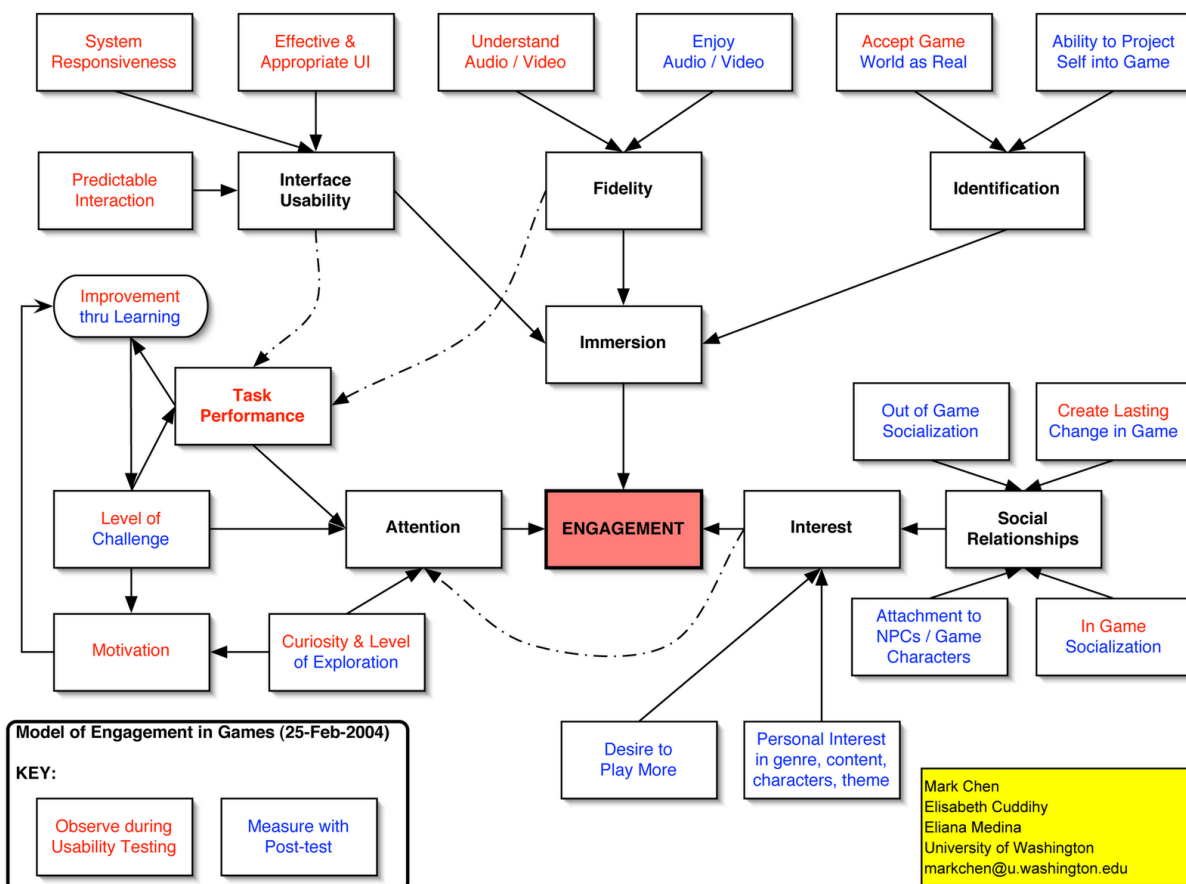 System
Responsiveness
Effective &
Appropriate UI
Understand
Audio / Video
Enjoy
Audio / Video
Accept Game
World as Real
Ability to Project
Self into Game
Predictable
Interaction
Interface
Usability
Fidelity
Identification
Improvement
thru Learning
Immersion
Task
Performance
Out of Game
Socialization
Create Lasting
Change in Game
Level of
Challenge
Attention
ENGAGEMENT
Interest
Social
Relationships
Motivation
Curiosity & Level
of Exploration
Attachment to
NPCs / Game
Characters
In Game
Socialization
Desire to
Play More
Personal Interest
in genre, content,
characters, theme
Model of Engagement in Games (25-Feb-2004)
KEY:
Observe during
Usability Testing
Measure with
Post-test
Mark Chen
Elisabeth Cuddihy
Eliana Medina
University of Washington
markchen@u.washington.edu